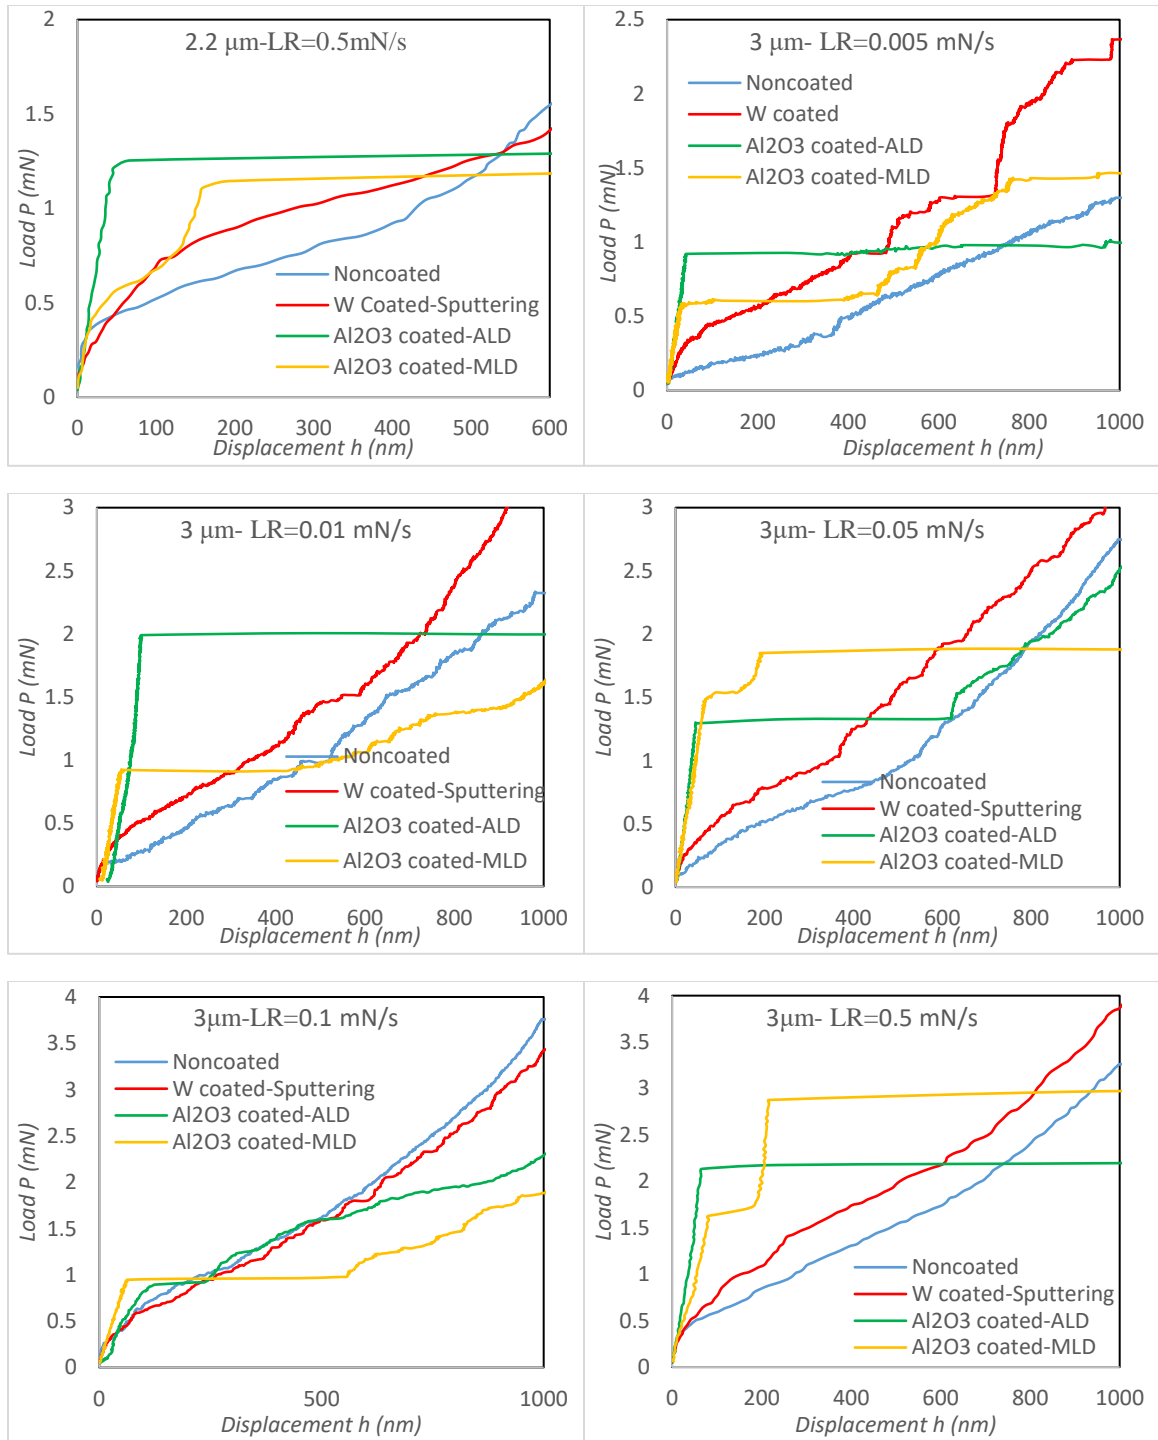 2.2 μm-LR=0.5mN/s
2
1.5
1
0.5
0
Load P (mN)
Noncoated
W Coated-Sputtering
Al2O3 coated-ALD
Al2O3 coated-MLD
0 100 200 300 400 500 600
Displacement h (nm)
3 μm- LR=0.005 mN/s
2.5
2
1.5
1
0.5
0
Load P (mN)
Noncoated
W coated
Al2O3 coated-ALD
Al2O3 coated-MLD
0 200 400 600 800 1000
Displacement h (nm)
3 μm- LR=0.01 mN/s
3
2.5
2
1.5
1
0.5
0
Load P (mN)
Noncoated
W coated-Sputtering
Al2O3 coated-ALD
Al2O3 coated-MLD
0 200 400 600 800 1000
Displacement h (nm)
3μm- LR=0.05 mN/s
3
2.5
2
1.5
1
0.5
0
Load P (mN)
Noncoated
W coated-Sputtering
Al2O3 coated-ALD
Al2O3 coated-MLD
0 200 400 600 800 1000
Displacement h (nm)
3μm-LR=0.1 mN/s
4
3.5
3
2.5
2
1.5
1
0.5
0
Load P (mN)
Noncoated
W coated-Sputtering
Al2O3 coated-ALD
Al2O3 coated-MLD
0 500 1000
Displacement h (nm)
3μm- LR=0.5 mN/s
4
3.5
3
2.5
2
1.5
1
0.5
0
Load P (mN)
Noncoated
W coated-Sputtering
Al2O3 coated-ALD
Al2O3 coated-MLD
0 200 400 600 800 1000
Displacement h (nm)